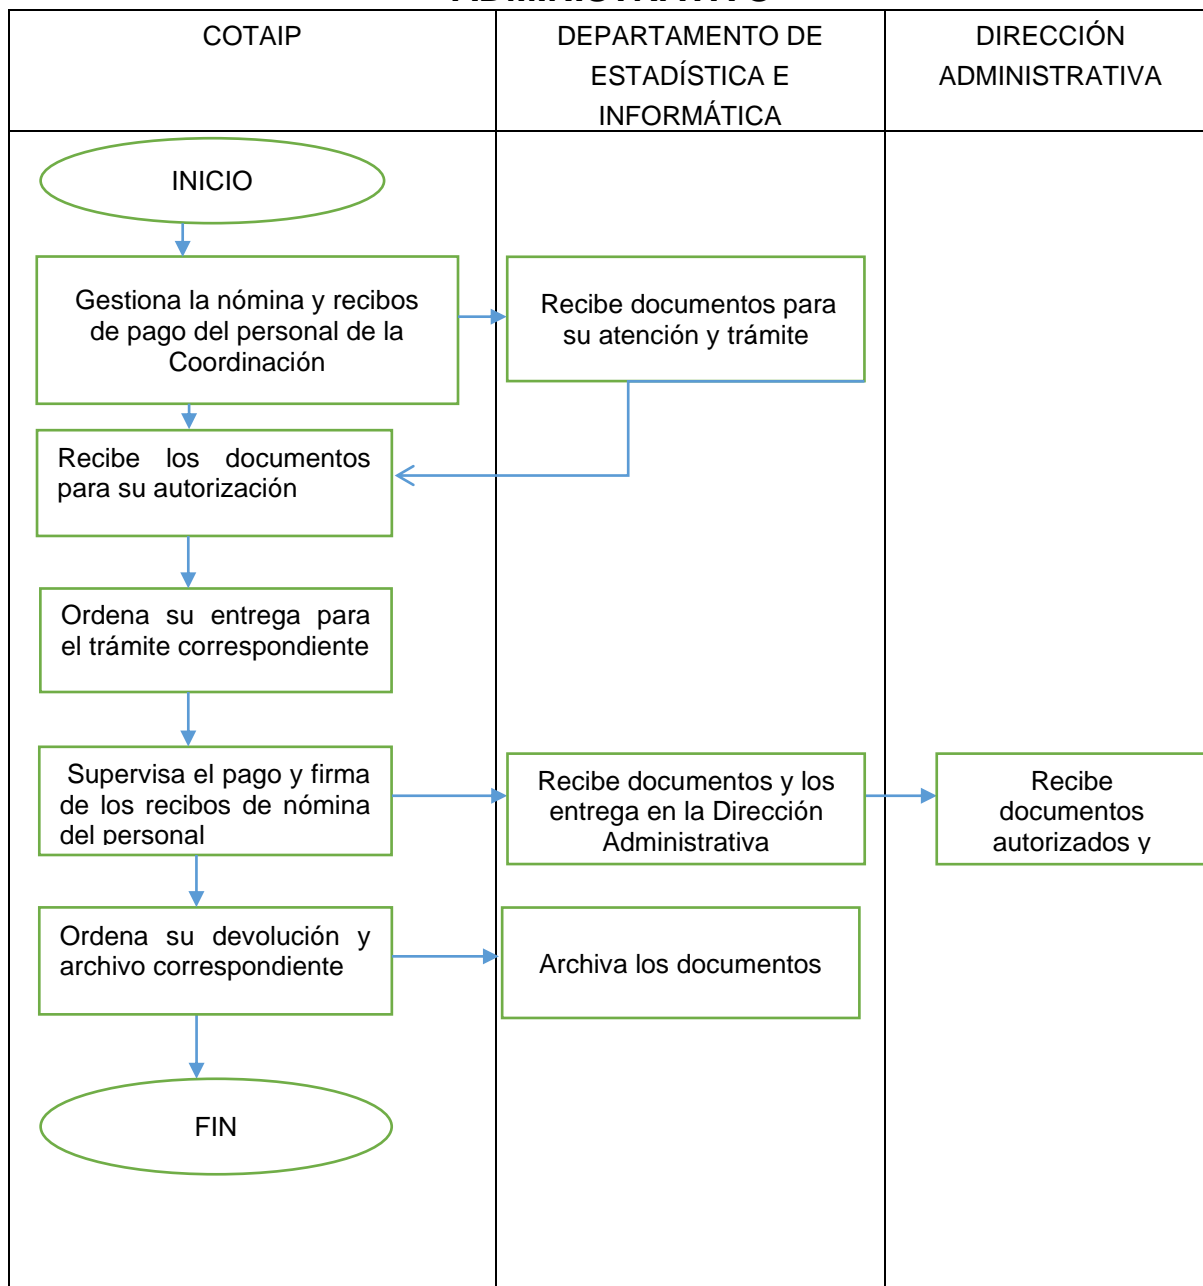 COTAIP
DEPARTAMENTO DE
ESTADÍSTICA E
INFORMÁTICA
DIRECCIÓN
ADMINISTRATIVA
INICIO
Gestiona la nómina y recibos
de pago del personal de la
Coordinación
Recibe documentos para
su atención y trámite
Recibe los documentos
para su autorización
Ordena su entrega para
el trámite correspondiente
Supervisa el pago y firma
de los recibos de nómina
del personal
Recibe documentos y los
entrega en la Dirección
Administrativa
Recibe
documentos
autorizados y
Ordena su devolución y
archivo correspondiente
Archiva los documentos
FIN